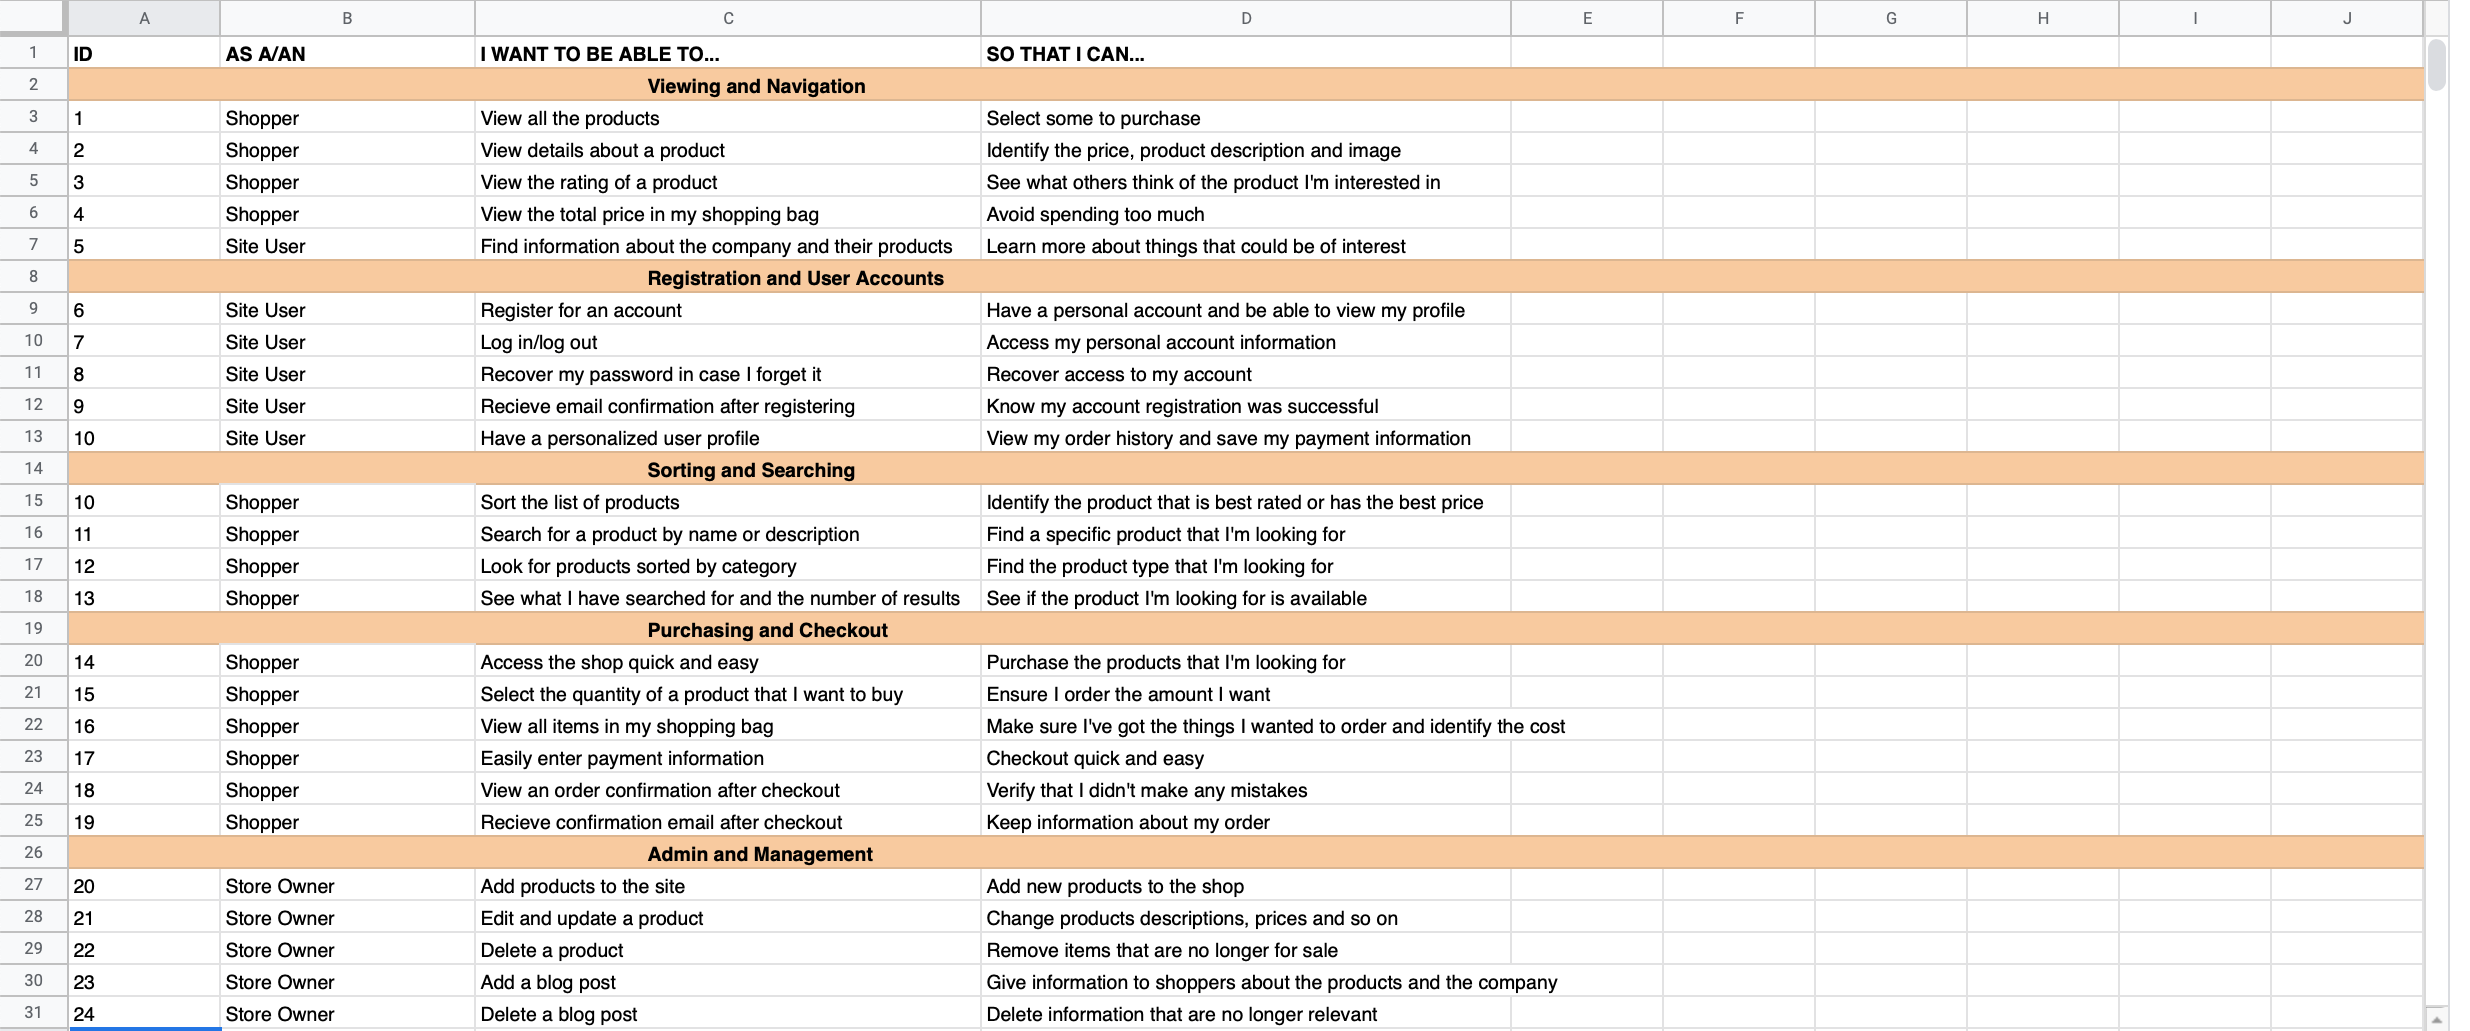 A B C D E F G H I J
1 ID AS A/AN I WANT TO BE ABLE TO... SO THAT I CAN...
2 Viewing and Navigation
3 1 Shopper View all the products Select some to purchase
4 2 Shopper View details about a product Identify the price, product description and image
5 3 Shopper View the rating of a product See what others think of the product I'm interested in
6 4 Shopper View the total price in my shopping bag Avoid spending too much
7 5 Site User Find information about the company and their products Learn more about things that could be of interest
8 Registration and User Accounts
9 6 Site User Register for an account Have a personal account and be able to view my profile
10 7 Site User Log in/log out Access my personal account information
11 8 Site User Recover my password in case I forget it Recover access to my account
12 9 Site User Recieve email confirmation after registering Know my account registration was successful
13 10 Site User Have a personalized user profile View my order history and save my payment information
14 Sorting and Searching
15 10 Shopper Sort the list of products Identify the product that is best rated or has the best price
16 11 Shopper Search for a product by name or description Find a specific product that I'm looking for
17 12 Shopper Look for products sorted by category Find the product type that I'm looking for
18 13 Shopper See what I have searched for and the number of results See if the product I'm looking for is available
19 Purchasing and Checkout
20 14 Shopper Access the shop quick and easy Purchase the products that I'm looking for
21 15 Shopper Select the quantity of a product that I want to buy Ensure I order the amount I want
22 16 Shopper View all items in my shopping bag Make sure I've got the things I wanted to order and identify the cost
23 17 Shopper Easily enter payment information Checkout quick and easy
24 18 Shopper View an order confirmation after checkout Verify that I didn't make any mistakes
25 19 Shopper Recieve confirmation email after checkout Keep information about my order
26 Admin and Management
27 20 Store Owner Add products to the site Add new products to the shop
28 21 Store Owner Edit and update a product Change products descriptions, prices and so on
29 22 Store Owner Delete a product Remove items that are no longer for sale
30 23 Store Owner Add a blog post Give information to shoppers about the products and the company
31 24 Store Owner Delete a blog post Delete information that are no longer relevant